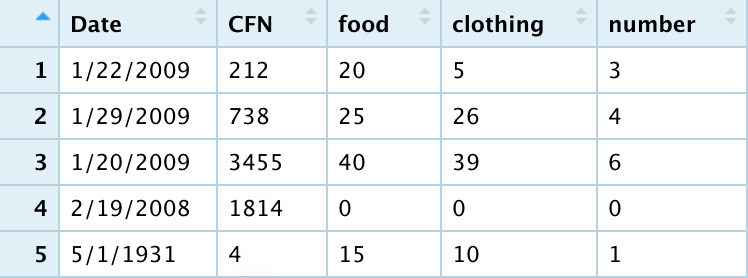 Date CFN food clothing number
1 1/22/2009 212 20 5 3
2 1/29/2009 738 25 26 4
3 1/20/2009 3455 40 39 6
4 2/19/2008 1814 0 0 0
5 5/1/1931 4 15 10 1